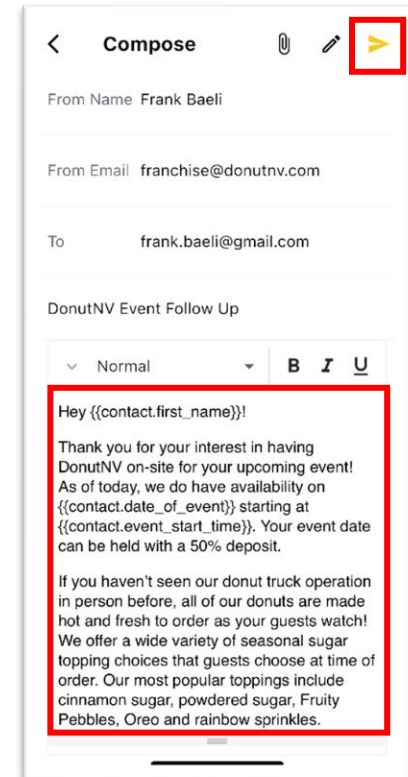 Compose
From Name Frank Baeli
From Email franchise@donutnv.com
To frank.baeli@gmail.com
DonutNV Event Follow Up
Normal B I U
Hey {{contact.first_name}}!
Thank you for your interest in having
DonutNV on-site for your upcoming event!
As of today, we do have availability on
{{contact.date_of_event}} starting at
{{contact.event_start_time}}. Your event date
can be held with a 50% deposit.
If you haven't seen our donut truck operation
in person before, all of our donuts are made
hot and fresh to order as your guests watch!
We offer a wide variety of seasonal sugar
topping choices that guests choose at time of
order. Our most popular toppings include
cinnamon sugar, powdered sugar, Fruity
Pebbles, Oreo and rainbow sprinkles.